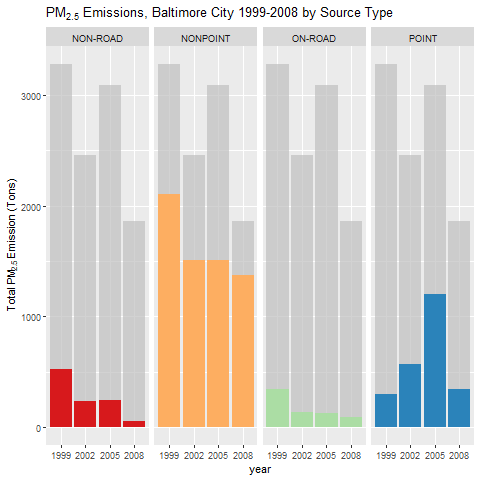 PM2.5 Emissions, Baltimore City 1999-2008 by Source Type
NON-ROAD NONPOINT ON-ROAD POINT
Total PM2.5 Emission (Tons)
3000
2000
1000
0
1999 2002 2005 2008 1999 2002 2005 2008 1999 2002 2005 2008 1999 2002 2005 2008
year